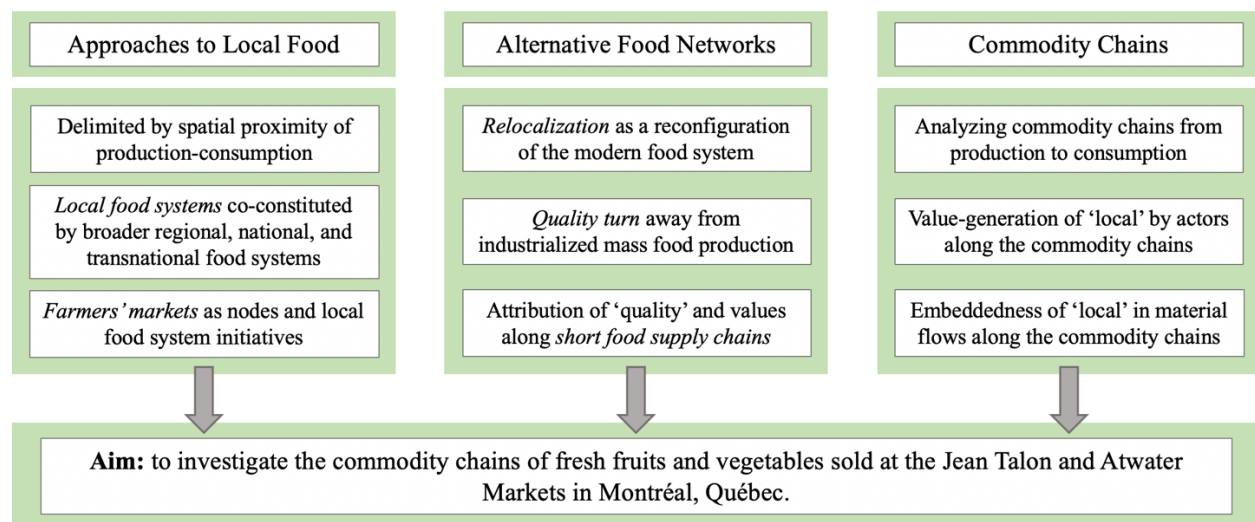 Approaches to Local Food
Delimited by spatial proximity of
production-consumption
Local food systems co-constituted
by broader regional, national, and
transnational food systems
Farmers’ markets as nodes and local
food system initiatives
Alternative Food Networks
Relocalization as a reconfiguration
of the modern food system
Quality turn away from
industrialized mass food production
Attribution of ‘quality’ and values
along short food supply chains
Commodity Chains
Analyzing commodity chains from
production to consumption
Value-generation of ‘local’ by actors
along the commodity chains
Embeddedness of ‘local’ in material
flows along the commodity chains
Aim: to investigate the commodity chains of fresh fruits and vegetables sold at the Jean Talon and Atwater
Markets in Montréal, Québec.